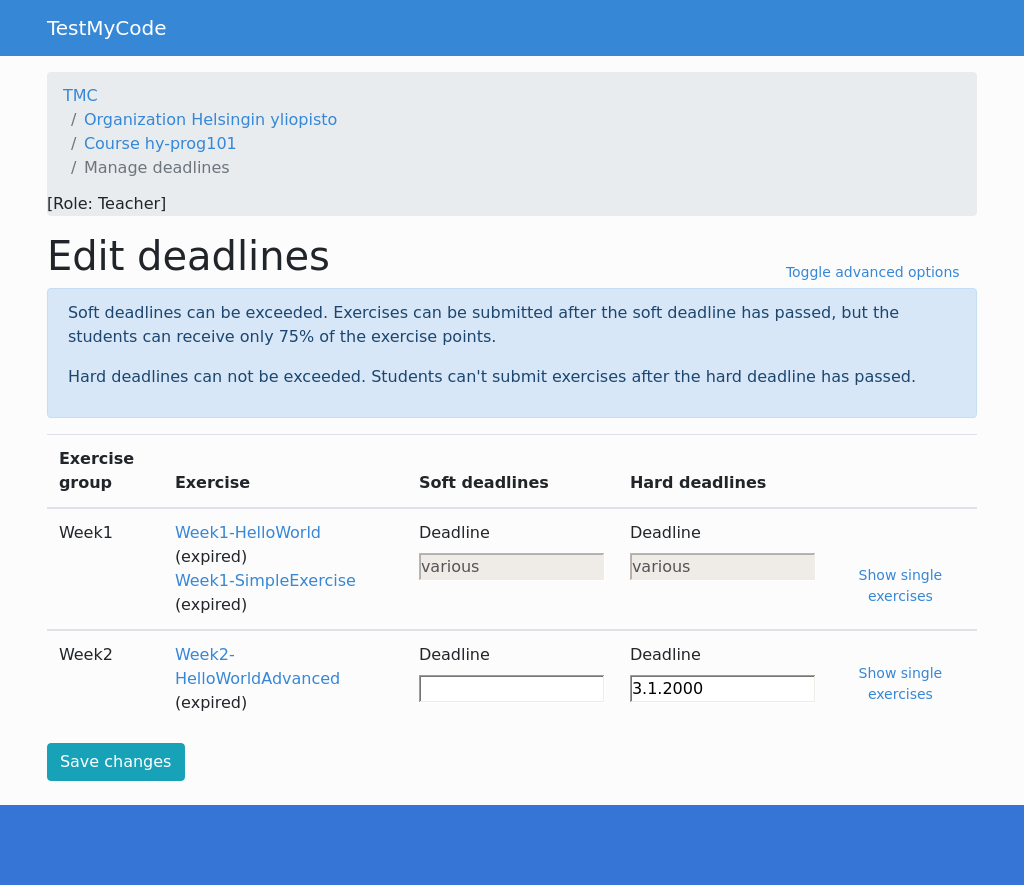 TestMyCode
TMC
/ Organization Helsingin yliopisto
/ Course hy-prog101
/ Manage deadlines
[Role: Teacher]
Edit deadlines
Toggle advanced options
Soft deadlines can be exceeded. Exercises can be submitted after the soft deadline has passed, but the
students can receive only 75% of the exercise points.
Hard deadlines can not be exceeded. Students can't submit exercises after the hard deadline has passed.
Exercise
group
Exercise
Soft deadlines
Hard deadlines
Week1
Week1-HelloWorld
(expired)
Week1-SimpleExercise
(expired)
Deadline
various
Deadline
various
Show single
exercises
Week2
Week2-
HelloWorldAdvanced
(expired)
Deadline
Deadline
3.1.2000
Show single
exercises
Save changes